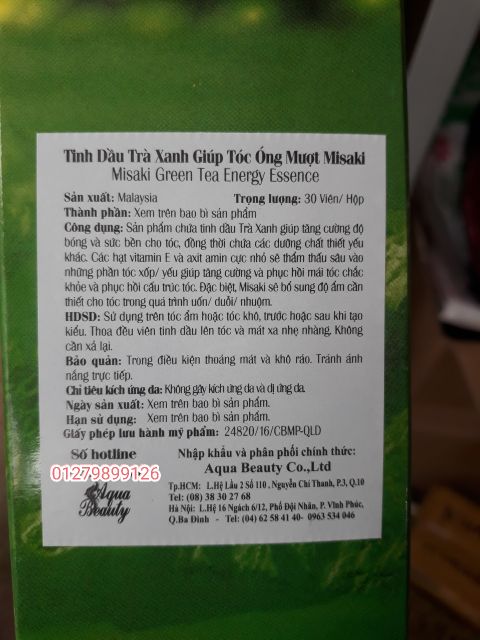 Tinh Dầu Trà Xanh Giúp Tóc Óng Mượt Misaki
Misaki Green Tea Energy Essence
Sản xuất: Malaysia Trọng lượng: 30 Viên/ Hộp
Thành phần: Xem trên bao bì sản phẩm
Công dụng: Sản phẩm chứa tinh dầu Trà Xanh giúp tăng cường độ
bóng và sức bền cho tóc, đồng thời chứa các dưỡng chất thiết yếu
khác. Các hạt vitamin E và axit amin cực nhỏ sẽ thẩm thấu sâu vào
những phần tóc xốp/ yếu giúp tăng cường và phục hồi mái tóc chắc
khỏe và phục hồi cấu trúc tóc. Đặc biệt, Misaki sẽ bổ sung độ ẩm cần
thiết cho tóc trong quá trình uốn/ duỗi/ nhuộm.
HDSD: Sử dụng trên tóc ẩm hoặc tóc khô, trước hoặc sau khi tạo
kiểu. Thoa đều viên tinh dầu lên tóc và mát xa nhẹ nhàng. Không
cần xả lại.
Bảo quản: Trong điều kiện thoáng mát và khô ráo. Tránh ánh
nắng trực tiếp.
Chỉ tiêu kích ứng da: Không gây kích ứng da và dị ứng da.
Ngày sản xuất: Xem trên bao bì sản phẩm.
Hạn sử dụng: Xem trên bao bì sản phẩm.
Giấy phép lưu hành mỹ phẩm: 24820/16/CBMP-QLD
Số hotline
01279899126
Aqua
Beauty
Nhập khẩu và phân phối chính thức:
Aqua Beauty Co.,Ltd
Tp.HCM: L.Hệ Lầu 2 Số 110 , Nguyễn Chí Thanh, P.3, Q.10
Tel: (08) 38 30 27 68
Hà Nội: L.Hệ 16 Ngách 6/12, Phố Đội Nhân, P. Vĩnh Phúc,
Q.Ba Đình - Tel: (04) 62 58 41 40- 0963 534 046